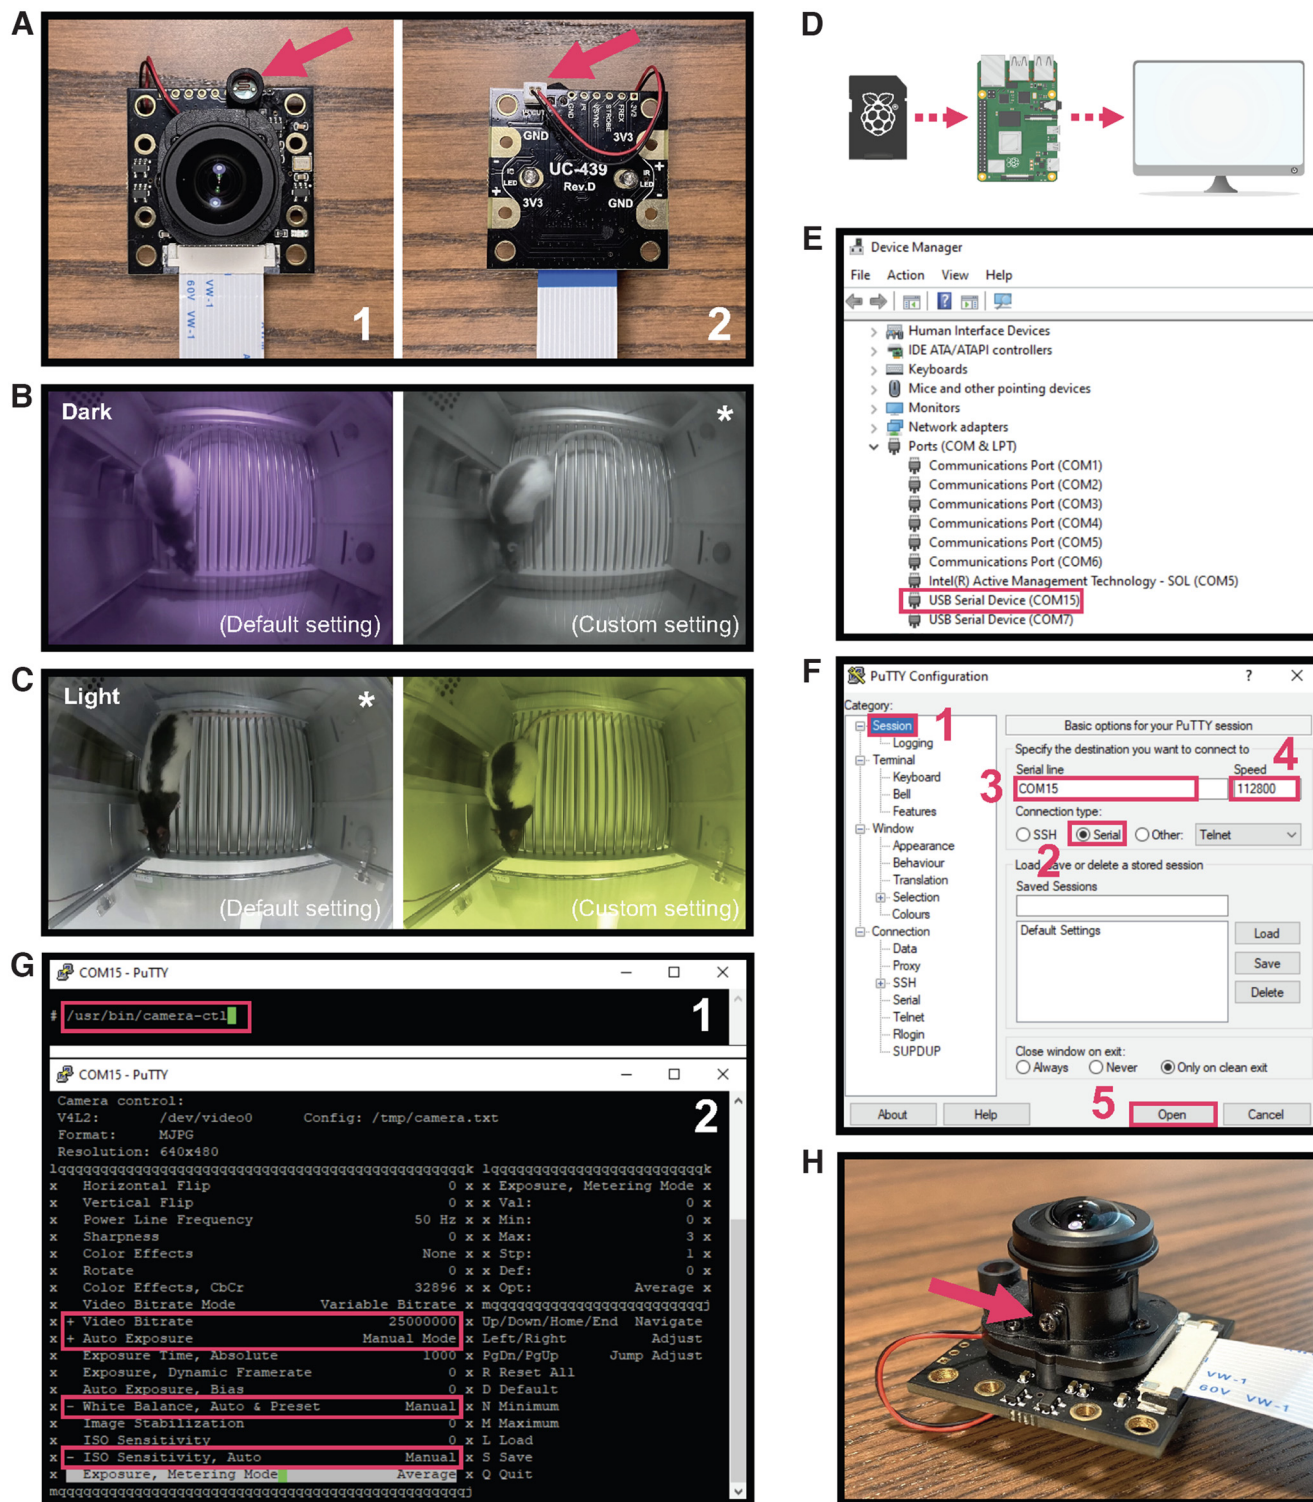 A
1
VW-1
60V VW-1
2
GND
3V3
GND
VSYNC
STROBE
FREX
3V2
UC-439
Rev.D
IR
LED
LED
3V3
GND
B
Dark
(Default setting)
*
(Custom setting)
C
Light
*
(Default setting)
(Custom setting)
D
E
Device Manager
File Action View Help
Human Interface Devices
IDE ATA/ATAPI controllers
Keyboards
Mice and other pointing devices
Monitors
Network adapters
Ports (COM & LPT)
Communications Port (COM1)
Communications Port (COM2)
Communications Port (COM3)
Communications Port (COM4)
Communications Port (COM5)
Communications Port (COM6)
Intel(R) Active Management Technology - SOL (COM5)
USB Serial Device (COM15)
USB Serial Device (COM7)
F
PuTTY Configuration
? ×
Category:
Session
1
Logging
Terminal
Keyboard
Bell
Features
Window
Appearance
Behaviour
Translation
Selection
Colours
Connection
Data
Proxy
SSH
Serial
Telnet
Rlogin
SUPDUP
Basic options for your PuTTY session
Specify the destination you want to connect to
Serial line Speed
4
3
COM15 112800
Connection type:
SSH Serial Other: Telnet
2
Load, save or delete a stored session
Saved Sessions
Default Settings
Load
Save
Delete
Close window on exit:
Always Never Only on clean exit
5
About Help Open Cancel
G
COM15 - PuTTY
# /usr/bin/camera-ctl
1
COM15 - PuTTY
2
Camera control:
V4L2: /dev/video0 Config: /tmp/camera.txt
Format: MJPG
Resolution: 640x480
x Horizontal Flip 0 x x Exposure, Metering Mode x
x Vertical Flip 0 x x Val: 0 x
x Power Line Frequency 50 Hz x x Min: 0 x
x Sharpness 0 x x Max: 3 x
x Color Effects None x x Stp: 1 x
x Rotate 0 x x Def: 0 x
x Color Effects, CbCr 32896 x x Opt: Average x
x Video Bitrate Mode Variable Bitrate x mqqqqqqqqqqqqqqqqqqqqqqqqqj
x + Video Bitrate 25000000 x Up/Down/Home/End Navigate
x + Auto Exposure Manual Mode x Left/Right Adjust
x Exposure Time, Absolute 1000 x PgDn/PgUp Jump Adjust
x Exposure, Dynamic Framerate 0 x R Reset All
x Auto Exposure, Bias 0 x D Default
x - White Balance, Auto & Preset Manual x N Minimum
x Image Stabilization 0 x M Maximum
x ISO Sensitivity 0 x L Load
x - ISO Sensitivity, Auto Manual x S Save
x Exposure, Metering Mode Average x Q Quit
H
VW-1
60V VW-1